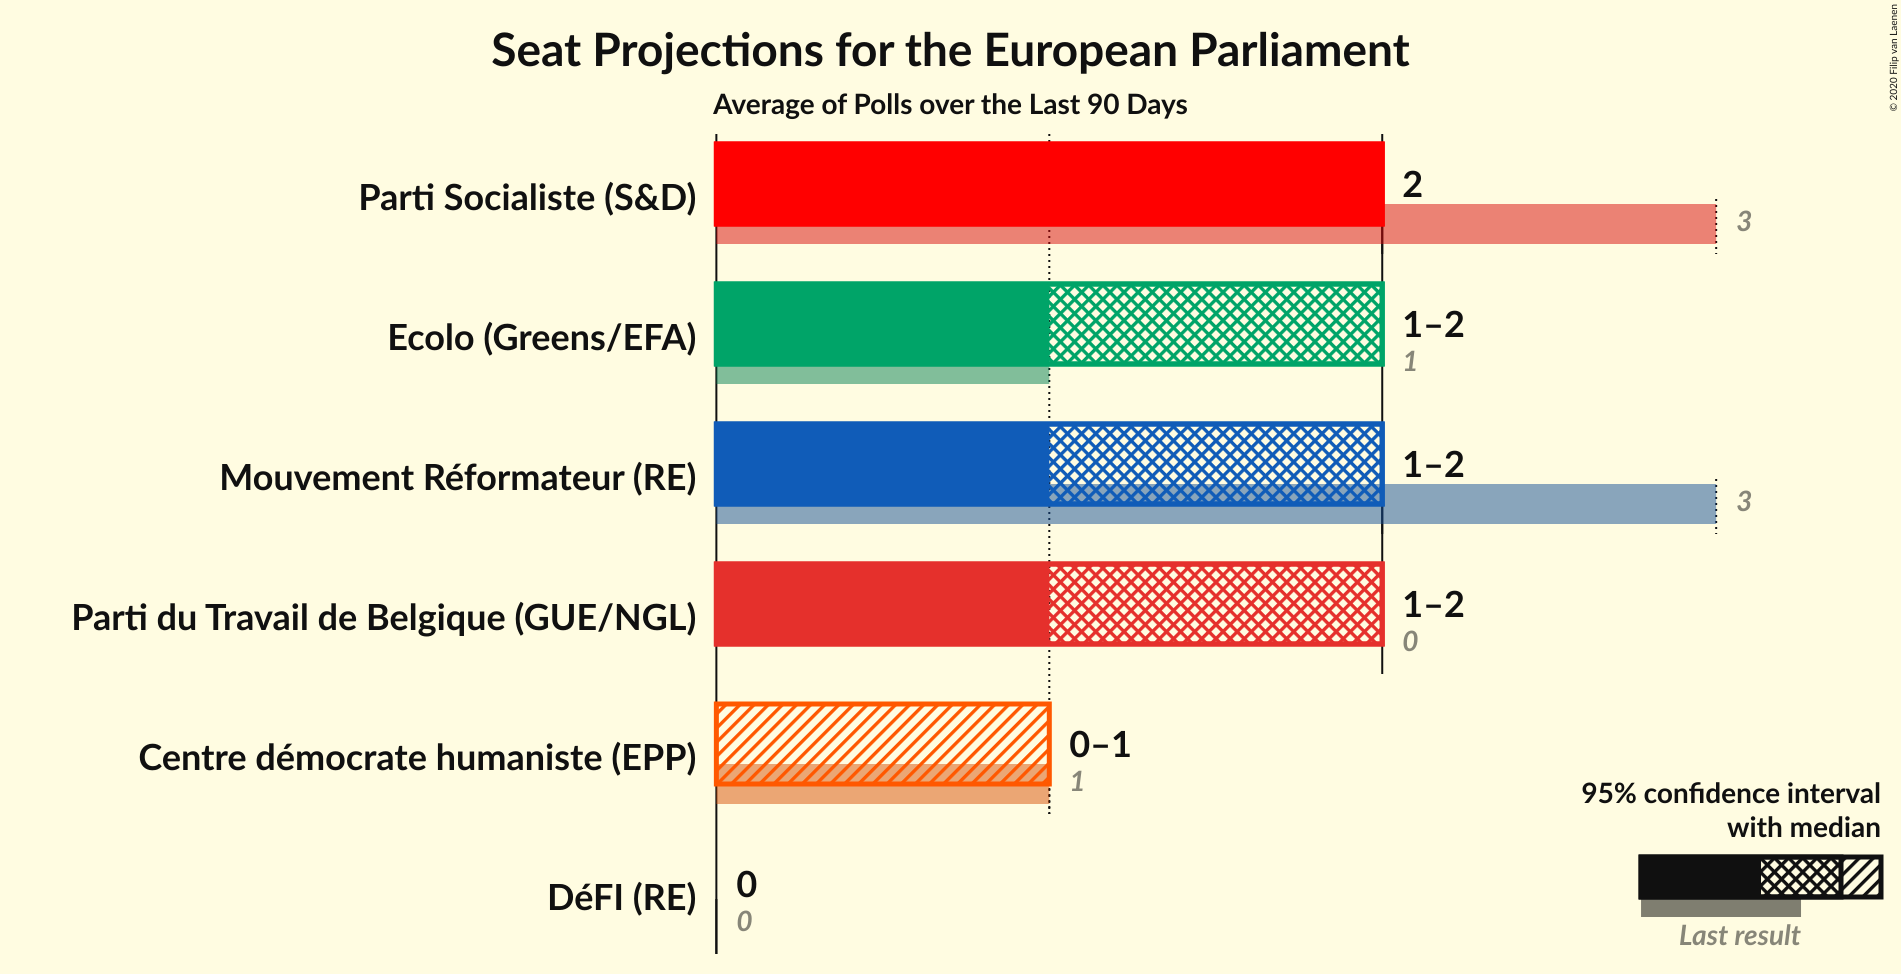 Seat Projections for the European Parliament
Average of Polls over the Last 90 Days
© 2020 Filip van Laenen
Parti Socialiste (S&D)
2
3
Ecolo (Greens/EFA)
1–2
1
Mouvement Réformateur (RE)
1–2
3
Parti du Travail de Belgique (GUE/NGL)
1–2
0
Centre démocrate humaniste (EPP)
0–1
1
DéFI (RE)
0
0
95% confidence interval
with median
Last result